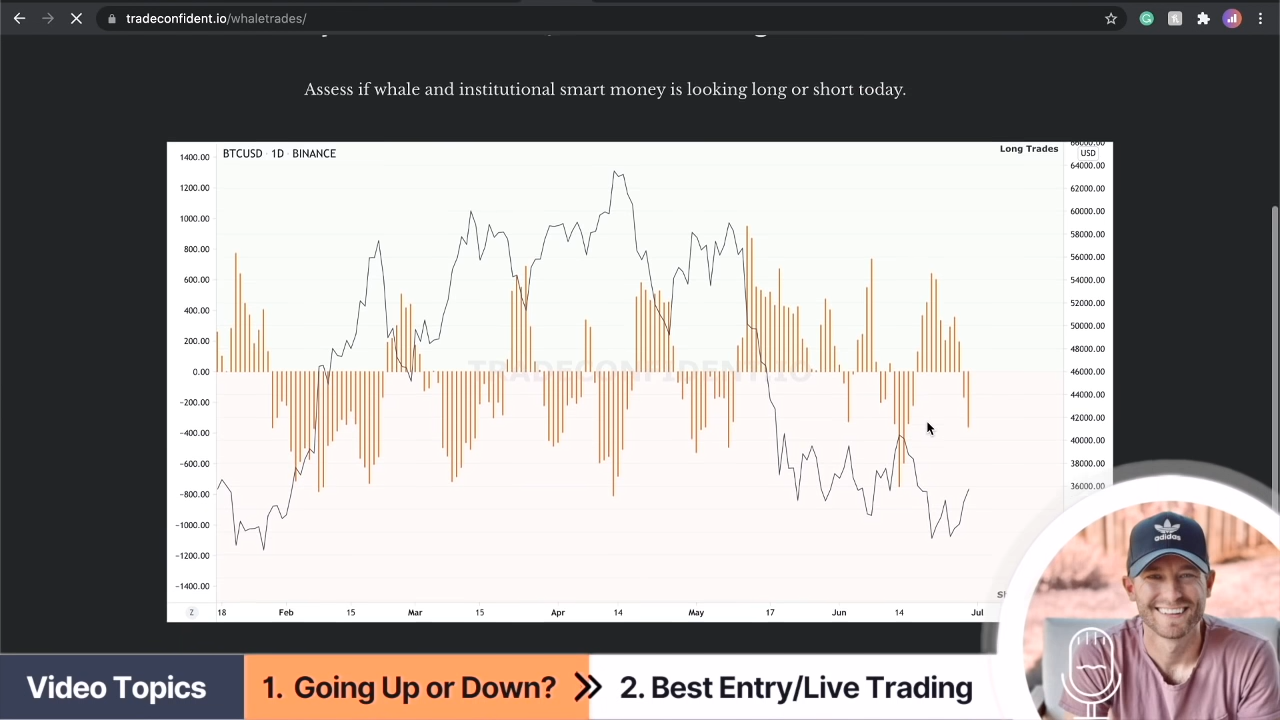 tradeconfident.io/whaletrades/
Assess if whale and institutional smart money is looking long or short today.
BTCUSD · 1D · BINANCE
Long Trades
USD
1400.00
1200.00
1000.00
800.00
600.00
400.00
200.00
0.00
−200.00
−400.00
−600.00
−800.00
−1000.00
−1200.00
−1400.00
66000.00
64000.00
62000.00
60000.00
58000.00
56000.00
54000.00
52000.00
50000.00
48000.00
46000.00
44000.00
42000.00
40000.00
38000.00
36000.00
TRADECONFIDENT.IO
Z
18 Feb 15 Mar 15 Apr 14 May 17 Jun 14 Jul
adidas
Video Topics
1. Going Up or Down?
2. Best Entry/Live Trading